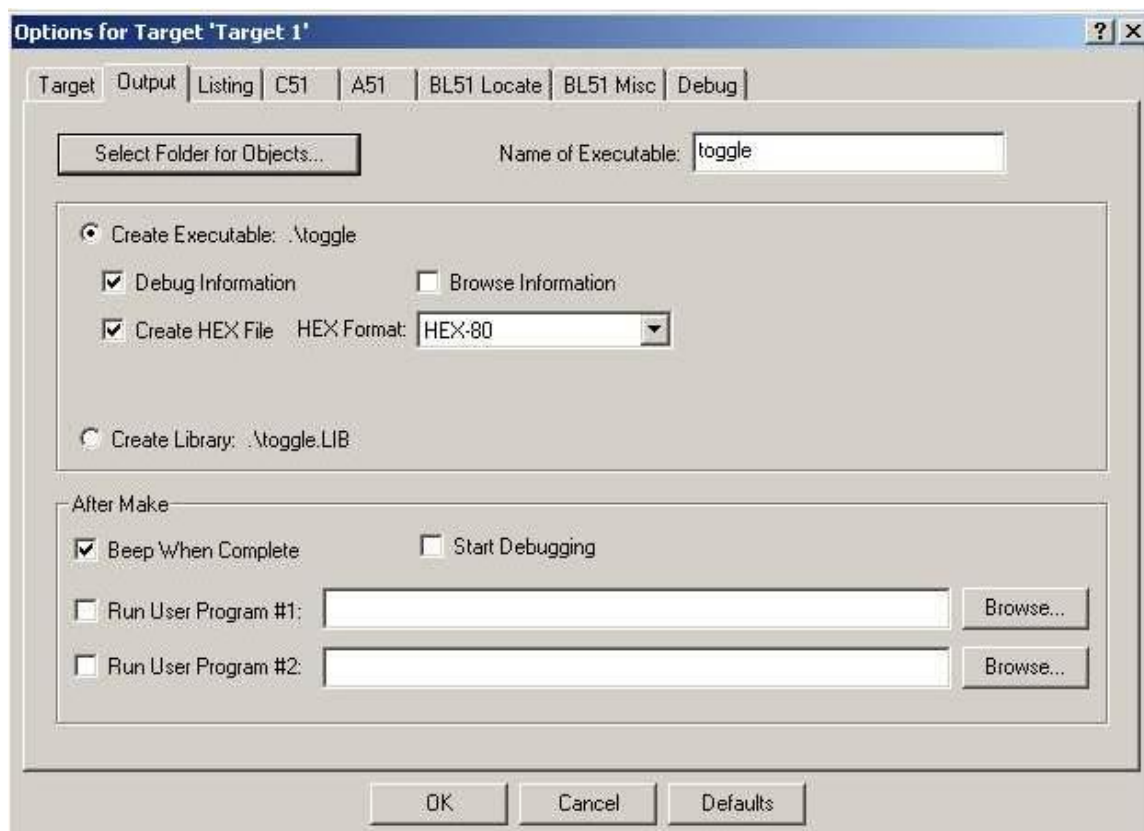 Options for Target 'Target 1'
Target Output Listing C51 A51 BL51 Locate BL51 Misc Debug
Select Folder for Objects... Name of Executable: toggle
Create Executable: .\toggle
Debug Information Browse Information
Create HEX File HEX Format: HEX-80
Create Library: .\toggle.LIB
After Make
Beep When Complete Start Debugging
Run User Program #1: Browse...
Run User Program #2: Browse...
OK Cancel Defaults